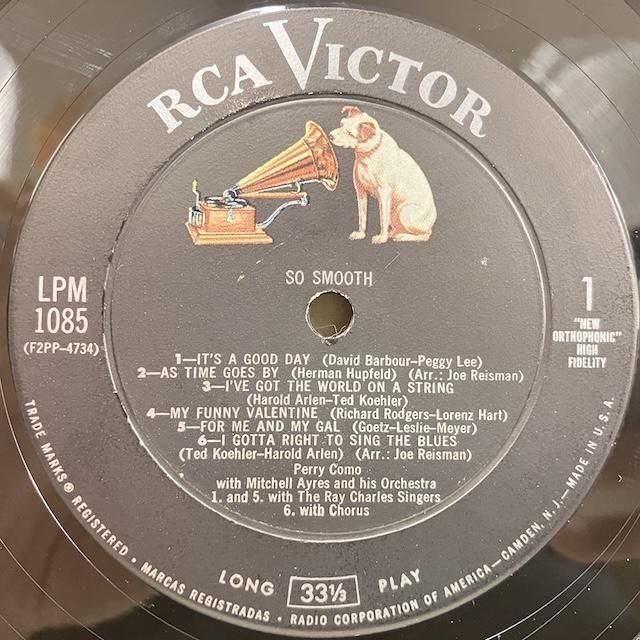 RCA VICTOR
SO SMOOTH
LPM
1085
(F2PP-4734)
1
"NEW
ORTHOPHONIC"
HIGH
FIDELITY
1—IT'S A GOOD DAY (David Barbour-Peggy Lee)
2—AS TIME GOES BY (Herman Hupfeld) (Arr.: Joe Reisman)
3—I'VE GOT THE WORLD ON A STRING
(Harold Arlen-Ted Koehler)
4—MY FUNNY VALENTINE (Richard Rodgers-Lorenz Hart)
5—FOR ME AND MY GAL (Goetz-Leslie-Meyer)
6—I GOTTA RIGHT TO SING THE BLUES
(Ted Koehler-Harold Arlen) (Arr.: Joe Reisman)
Perry Como
with Mitchell Ayres and his Orchestra
1. and 5. with The Ray Charles Singers
6. with Chorus
LONG 33⅓ PLAY
TRADE MARKS ® REGISTERED • MARCAS REGISTRADAS • RADIO CORPORATION OF AMERICA—CAMDEN, N.J.—MADE IN U.S.A.